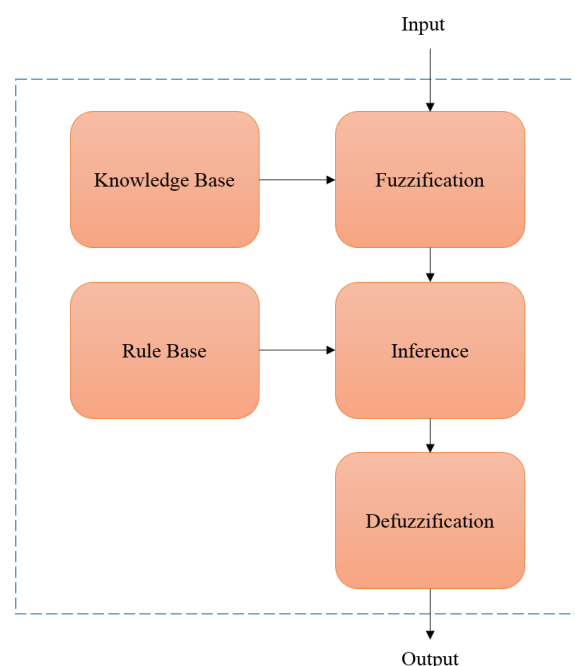 Input
Knowledge Base
Fuzzification
Rule Base
Inference
Defuzzification
Output